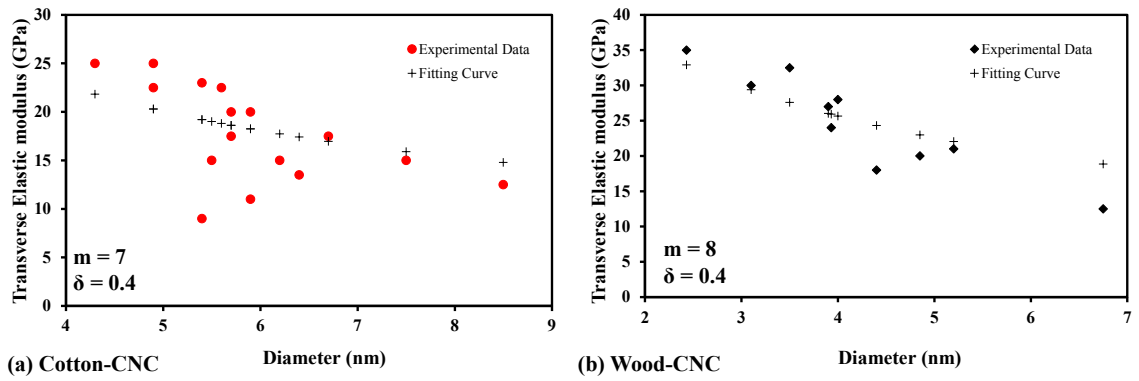 30
25
20
15
10
5
0
Transverse Elastic modulus (GPa)
Experimental Data
Fitting Curve
m = 7
δ = 0.4
4
5
6
7
8
9
Diameter (nm)
(a) Cotton-CNC
40
35
30
25
20
15
10
5
0
Transverse Elastic modulus (GPa)
Experimental Data
Fitting Curve
m = 8
δ = 0.4
2
3
4
5
6
7
Diameter (nm)
(b) Wood-CNC